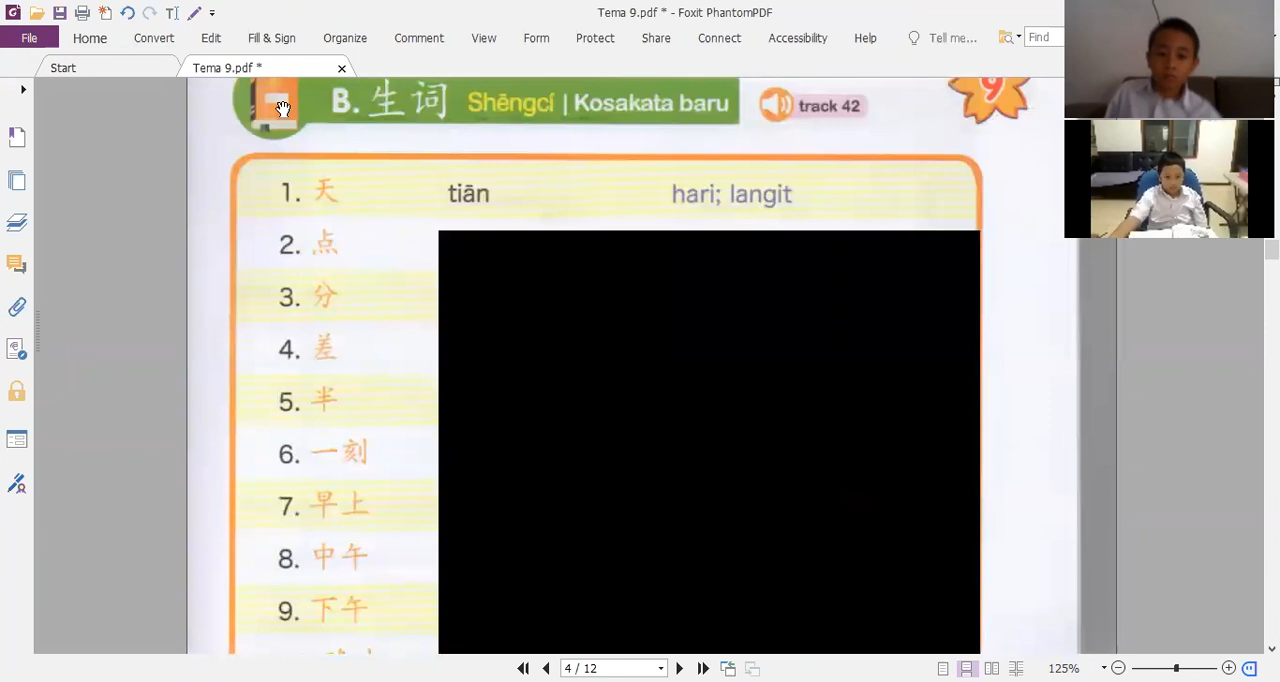 Tema 9.pdf * - Foxit PhantomPDF
File Home Convert Edit Fill & Sign Organize Comment View Form Protect Share Connect Accessibility Help Tell me... Find
Start Tema 9.pdf *
B. 生词 Shēngcí | Kosakata baru track 42 9
1. 天 tiān hari; langit
2. 点
3. 分
4. 差
5. 半
6. 一刻
7. 早上
8. 中午
9. 下午
4 / 12 125%